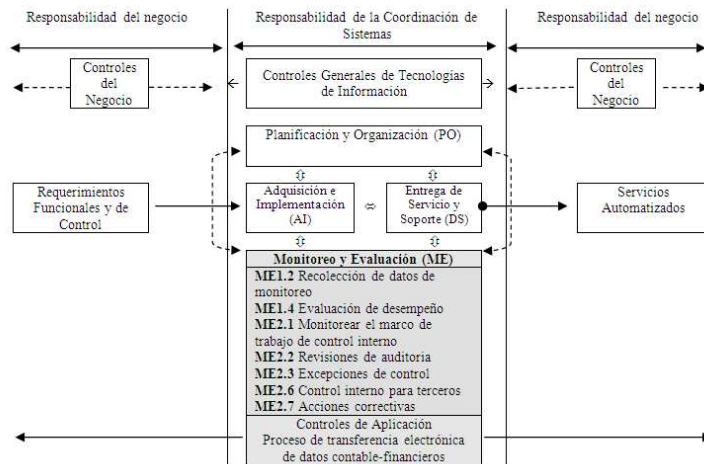 Responsabilidad del negocio
Responsabilidad de la Coordinación de
Sistemas
Responsabilidad del negocio
Controles
del
Negocio
Controles Generales de Tecnologías
de Información
Controles
del
Negocio
Planificación y Organización (PO)
Requerimientos
Funcionales y de
Control
Adquisición e
Implementación
(AI)
Entrega de
Servicio y
Soporte (DS)
Servicios
Automatizados
Monitoreo y Evaluación (ME)
ME1.2 Recolección de datos de
monitoreo
ME1.4 Evaluación de desempeño
ME2.1 Monitorear el marco de
trabajo de control interno
ME2.2 Revisiones de auditoria
ME2.3 Excepciones de control
ME2.6 Control interno para terceros
ME2.7 Acciones correctivas
Controles de Aplicación
Proceso de transferencia electrónica
de datos contable-financieros